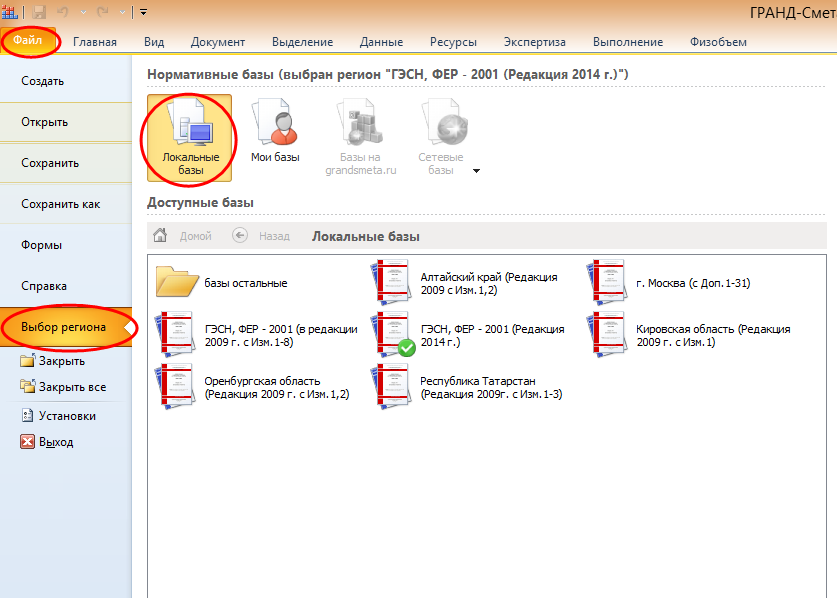 ГРАНД-Смета
Файл Главная Вид Документ Выделение Данные Ресурсы Экспертиза Выполнение Физобъем
Создать
Открыть
Сохранить
Сохранить как
Формы
Справка
Выбор региона
Закрыть
Закрыть все
Установки
Выход
Нормативные базы (выбран регион "ГЭСН, ФЕР - 2001 (Редакция 2014 г.)")
Локальные
базы
Мои базы
Базы на
grandsmeta.ru
Сетевые
базы
Доступные базы
Домой Назад Локальные базы
базы остальные
Алтайский край (Редакция
2009 с Изм.1,2)
г. Москва (с Доп.1-31)
ГЭСН, ФЕР - 2001 (в редакции
2009 г. с Изм.1-8)
ГЭСН, ФЕР - 2001 (Редакция
2014 г.)
Кировская область (Редакция
2009 г. с Изм.1)
Оренбургская область
(Редакция 2009 г. с Изм.1,2)
Республика Татарстан
(Редакция 2009г. с Изм.1-3)